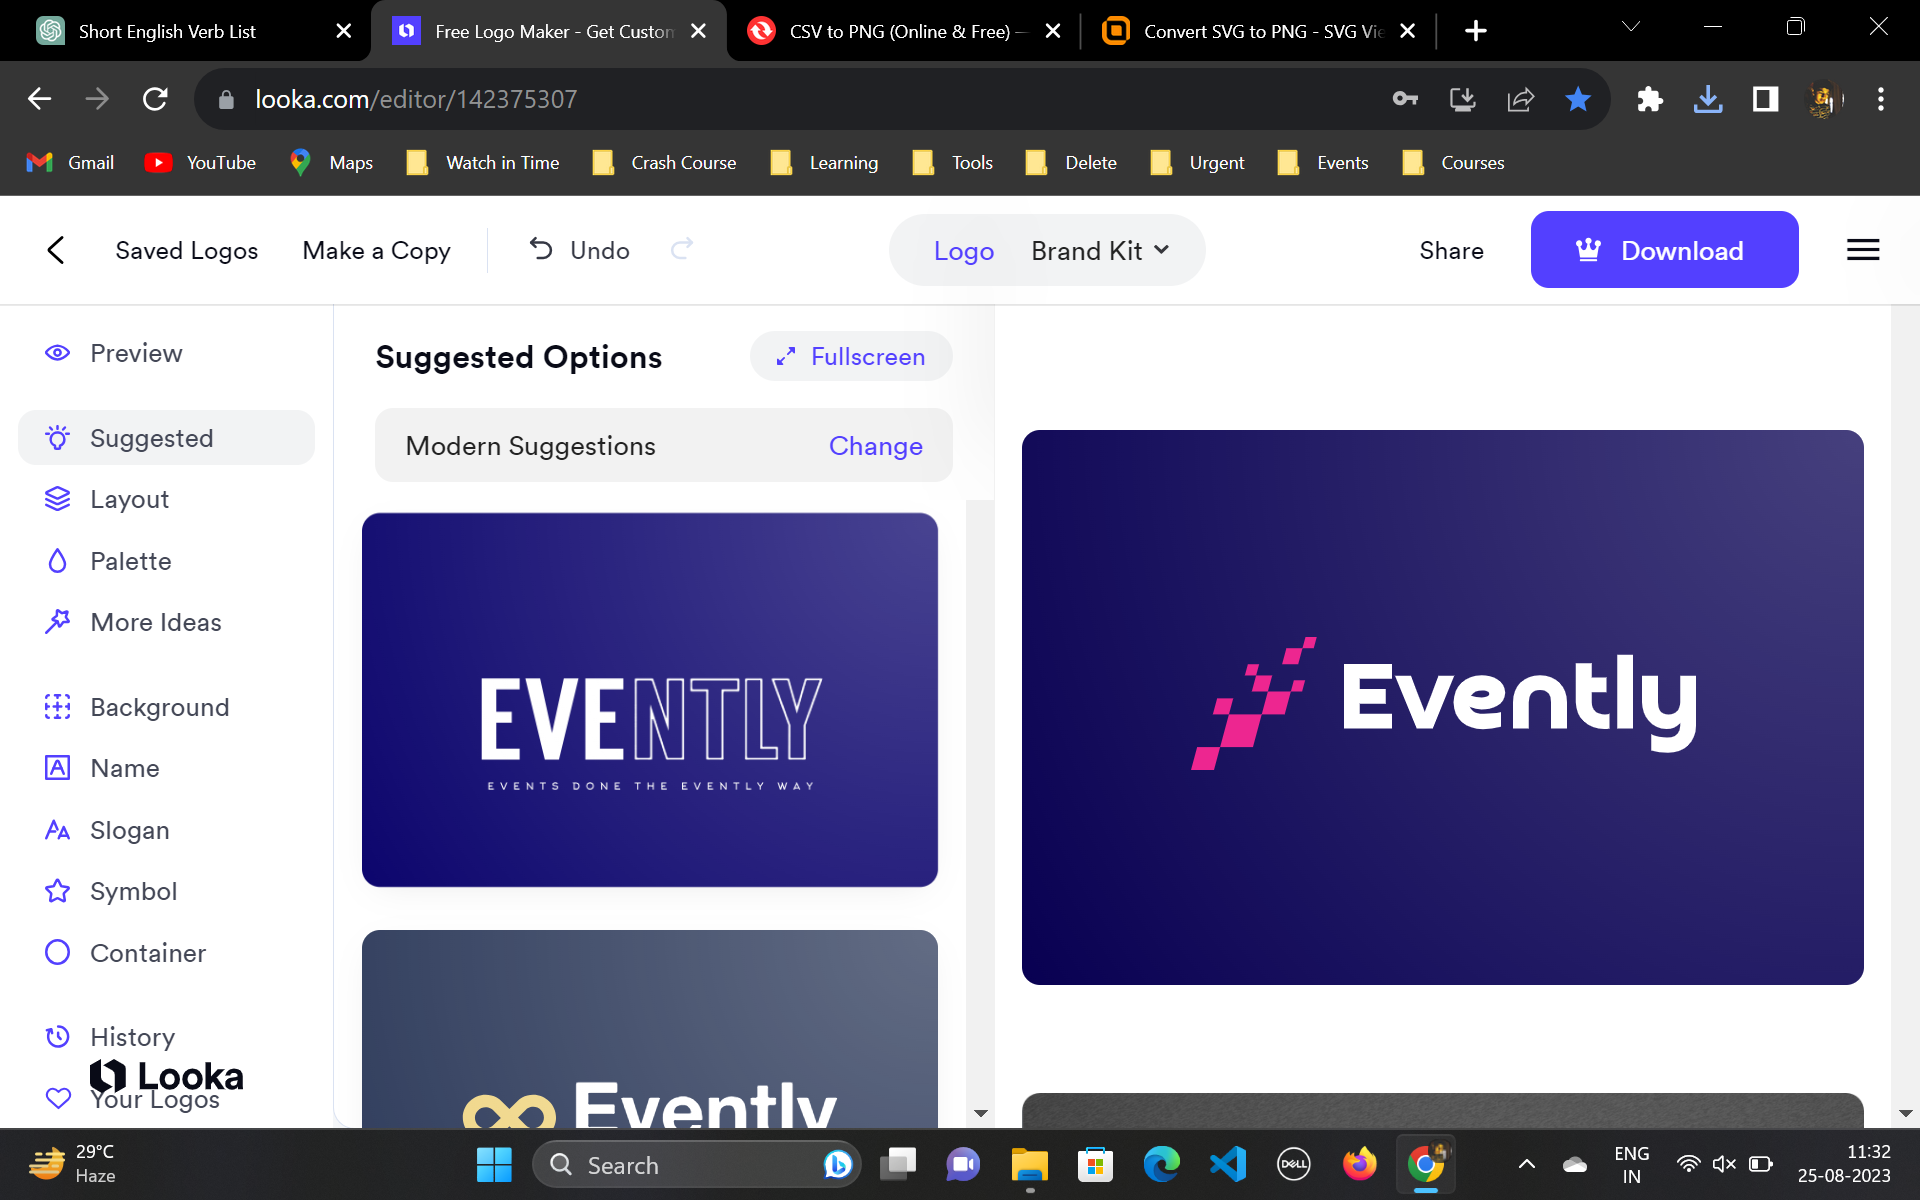 Short English Verb List
Free Logo Maker - Get Custom
CSV to PNG (Online & Free) —
Convert SVG to PNG - SVG Vie
looka.com/editor/142375307
Gmail
YouTube
Maps
Watch in Time
Crash Course
Learning
Tools
Delete
Urgent
Events
Courses
Saved Logos
Make a Copy
Undo
Logo
Brand Kit
Share
Download
Preview
Suggested
Layout
Palette
More Ideas
Background
Name
Slogan
Symbol
Container
History
Looka
Your Logos
Suggested Options
Fullscreen
Modern Suggestions
Change
EVENTLY
EVENTS DONE THE EVENTLY WAY
Evently
Evently
29°C
Haze
Search
DELL
ENG
IN
11:32
25-08-2023